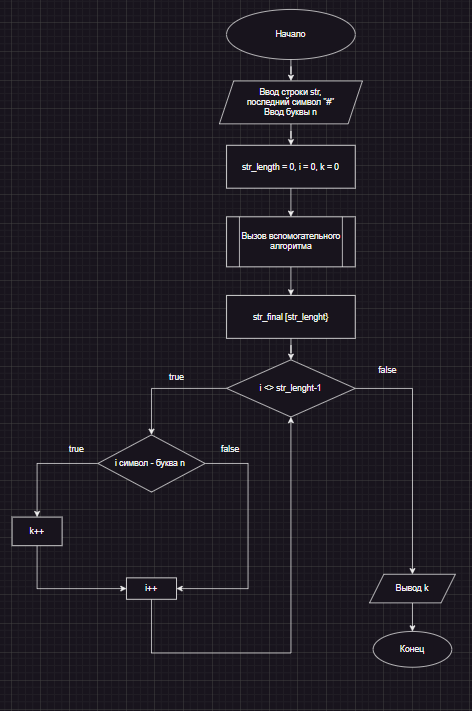 Начало
Ввод строки str,
последний символ "#"
Ввод буквы n
str_length = 0, i = 0, k = 0
Вызов вспомогательного
алгоритма
str_final [str_lenght}
i <> str_lenght-1
true
false
i символ - буква n
true
false
k++
i++
Вывод k
Конец